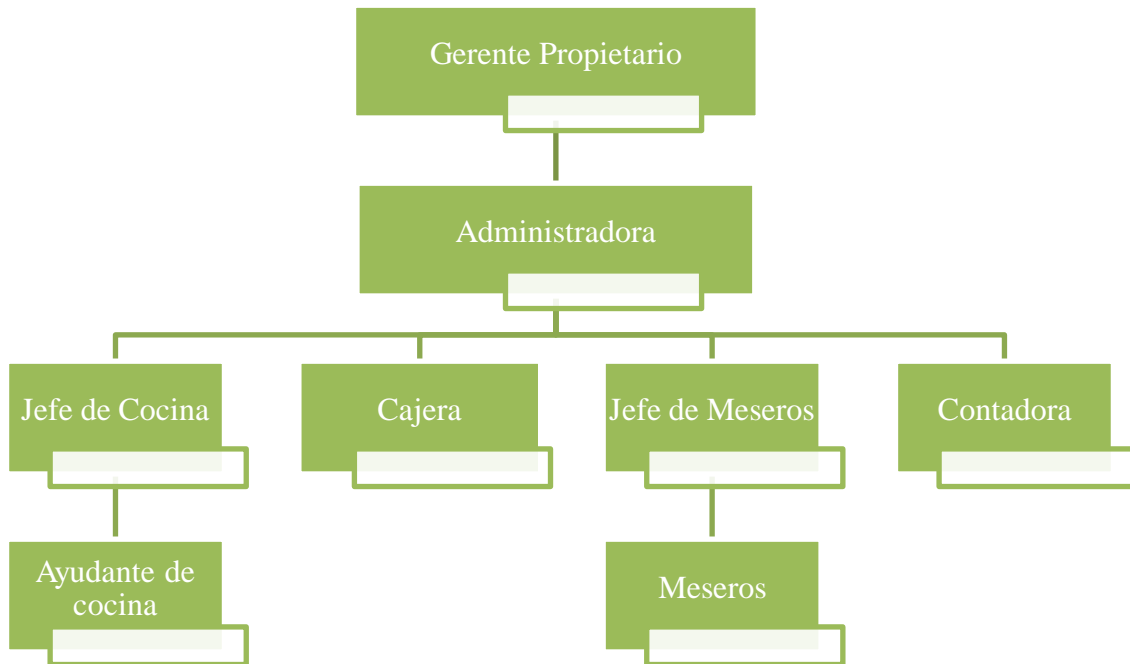 Gerente Propietario
Administradora
Jefe de Cocina
Cajera
Jefe de Meseros
Contadora
Ayudante de
cocina
Meseros